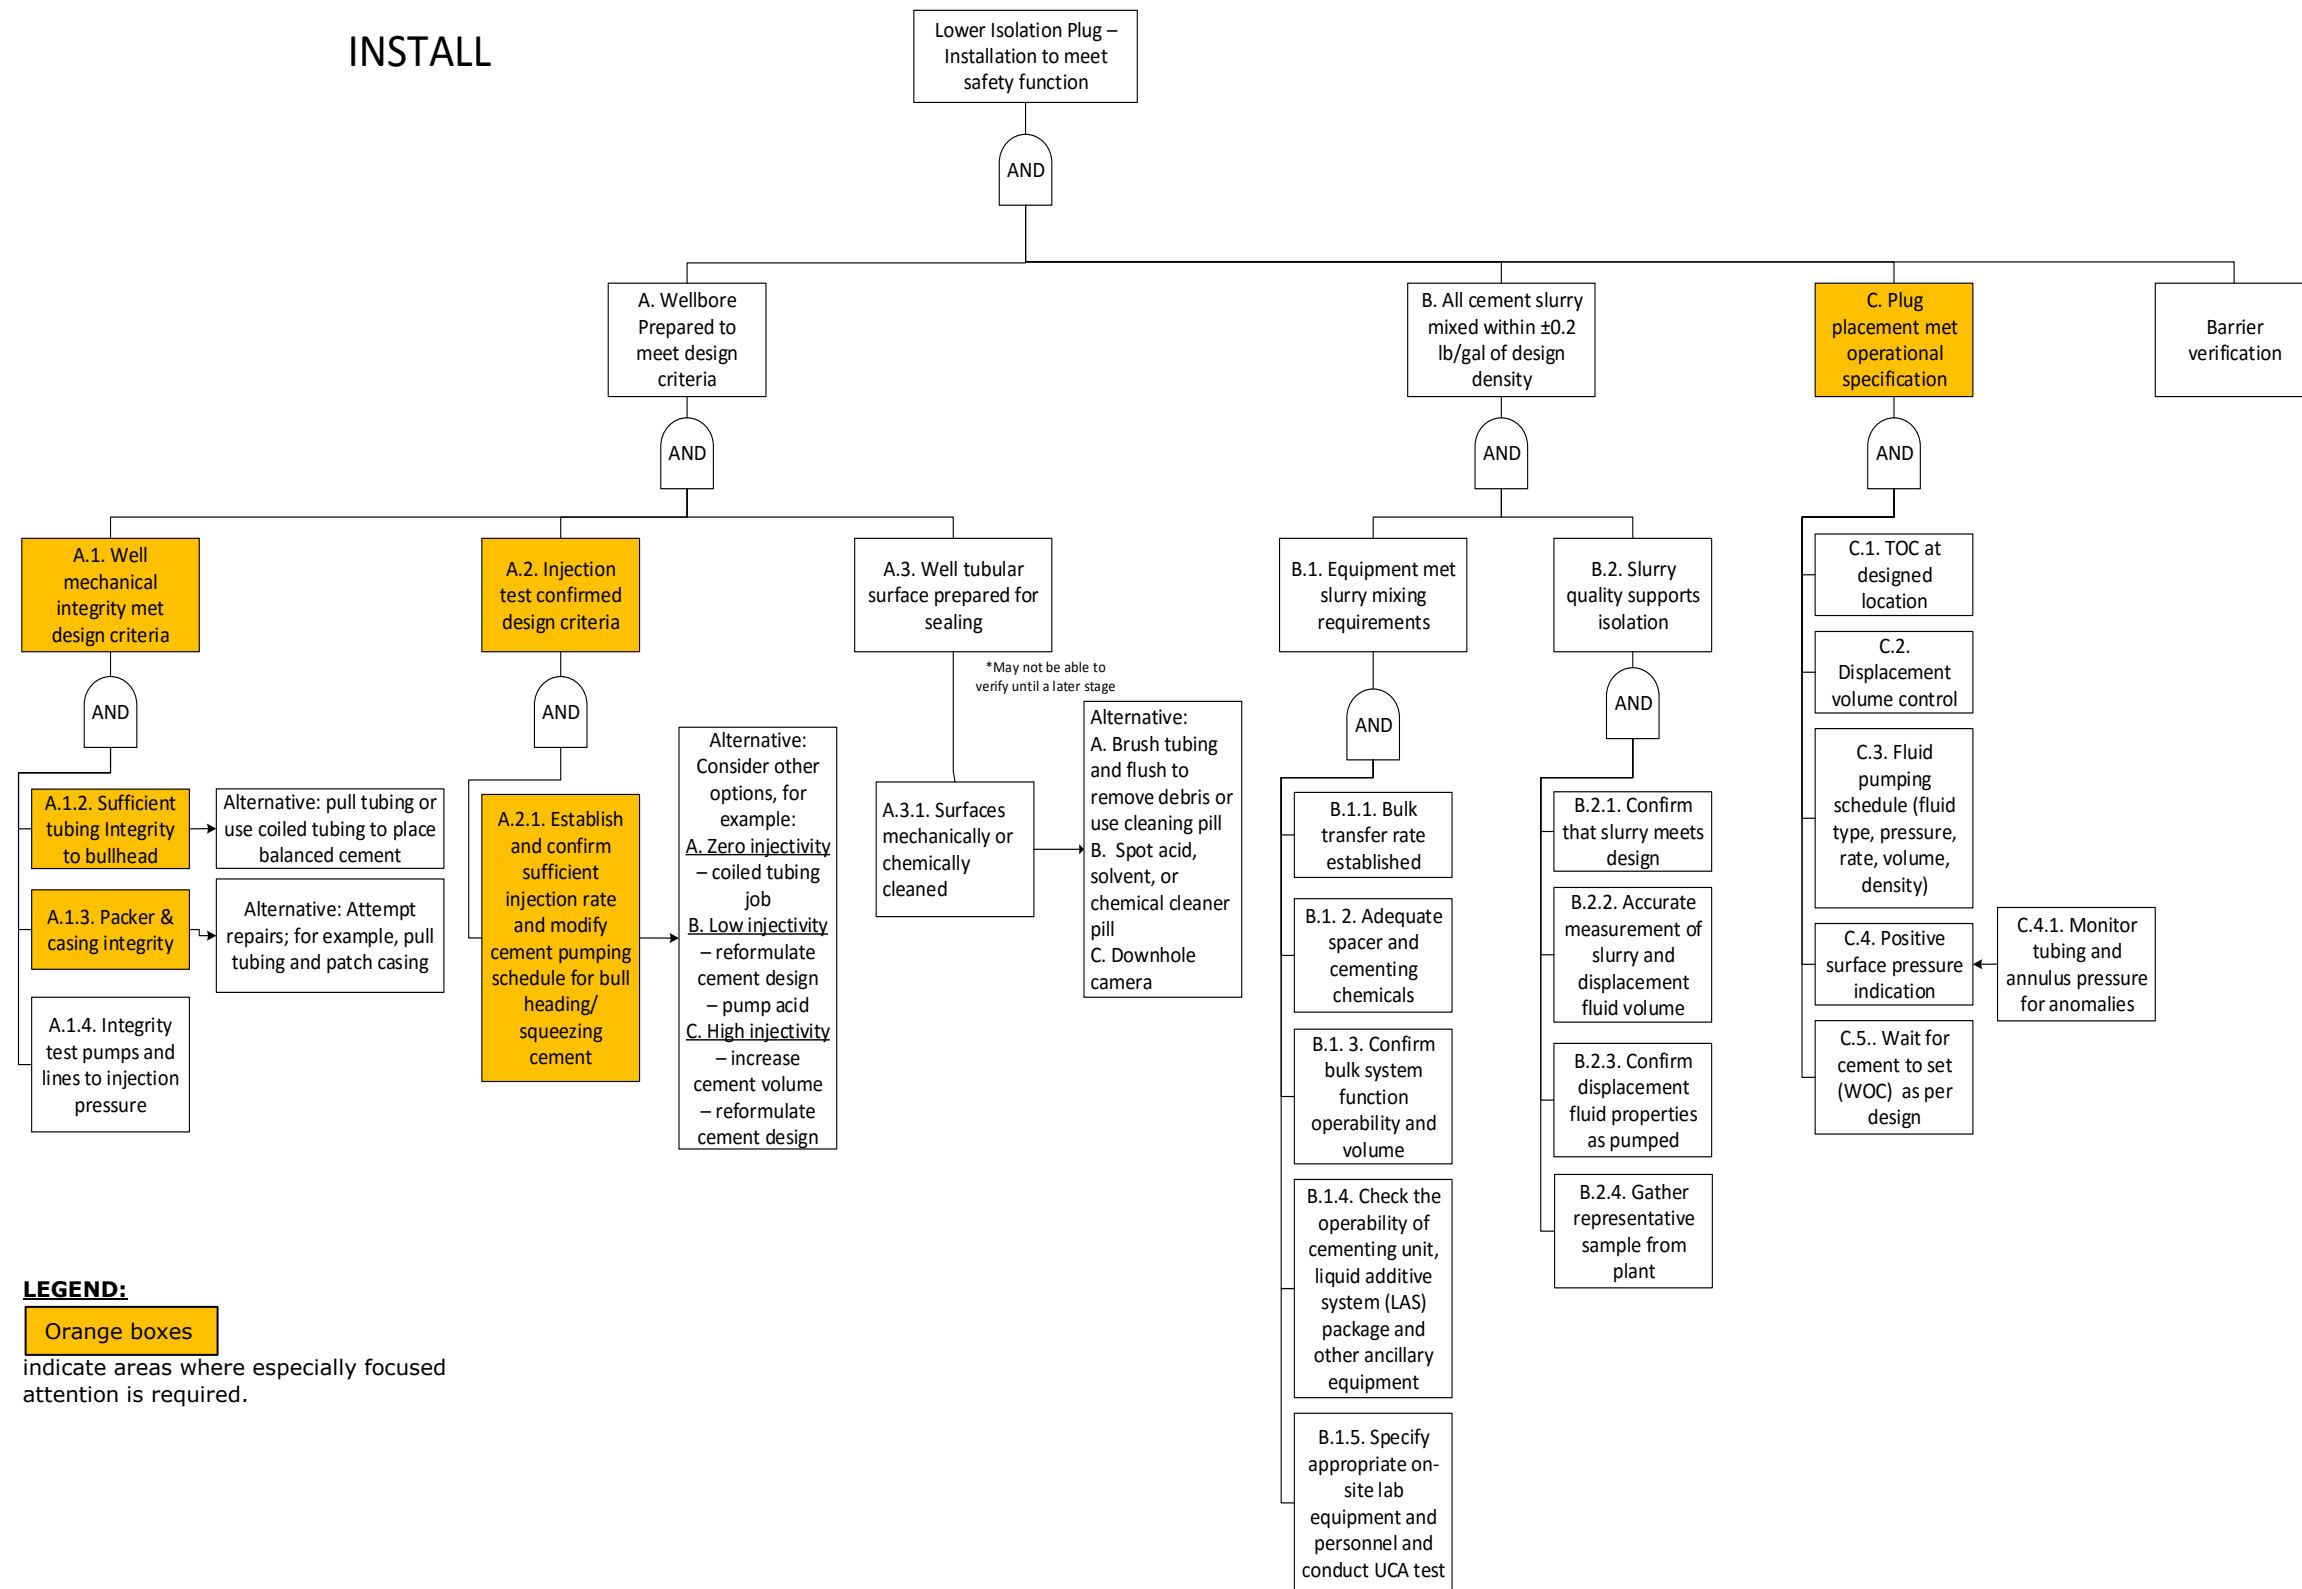 INSTALL
Lower Isolation Plug –
Installation to meet
safety function
AND
A. Wellbore
Prepared to
meet design
criteria
B. All cement slurry
mixed within ±0.2
lb/gal of design
density
C. Plug
placement met
operational
specification
Barrier
verification
AND
AND
AND
A.1. Well
mechanical
integrity met
design criteria
A.2. Injection
test confirmed
design criteria
A.3. Well tubular
surface prepared for
sealing
*May not be able to
verify until a later stage
B.1. Equipment met
slurry mixing
requirements
B.2. Slurry
quality supports
isolation
AND
AND
AND
AND
A.1.2. Sufficient
tubing Integrity
to bullhead
Alternative: pull tubing or
use coiled tubing to place
balanced cement
A.1.3. Packer &
casing integrity
Alternative: Attempt
repairs; for example, pull
tubing and patch casing
A.1.4. Integrity
test pumps and
lines to injection
pressure
A.2.1. Establish
and confirm
sufficient
injection rate
and modify
cement pumping
schedule for bull
heading/
squeezing
cement
Alternative:
Consider other
options, for
example:
A. Zero injectivity
– coiled tubing
job
B. Low injectivity
– reformulate
cement design
– pump acid
C. High injectivity
– increase
cement volume
– reformulate
cement design
A.3.1. Surfaces
mechanically or
chemically
cleaned
Alternative:
A. Brush tubing
and flush to
remove debris or
use cleaning pill
B. Spot acid,
solvent, or
chemical cleaner
pill
C. Downhole
camera
B.1.1. Bulk
transfer rate
established
B.1. 2. Adequate
spacer and
cementing
chemicals
B.1. 3. Confirm
bulk system
function
operability and
volume
B.1.4. Check the
operability of
cementing unit,
liquid additive
system (LAS)
package and
other ancillary
equipment
B.1.5. Specify
appropriate on-
site lab
equipment and
personnel and
conduct UCA test
B.2.1. Confirm
that slurry meets
design
B.2.2. Accurate
measurement of
slurry and
displacement
fluid volume
B.2.3. Confirm
displacement
fluid properties
as pumped
B.2.4. Gather
representative
sample from
plant
C.1. TOC at
designed
location
C.2.
Displacement
volume control
C.3. Fluid
pumping
schedule (fluid
type, pressure,
rate, volume,
density)
C.4. Positive
surface pressure
indication
C.4.1. Monitor
tubing and
annulus pressure
for anomalies
C.5.. Wait for
cement to set
(WOC) as per
design
LEGEND:
Orange boxes
indicate areas where especially focused
attention is required.